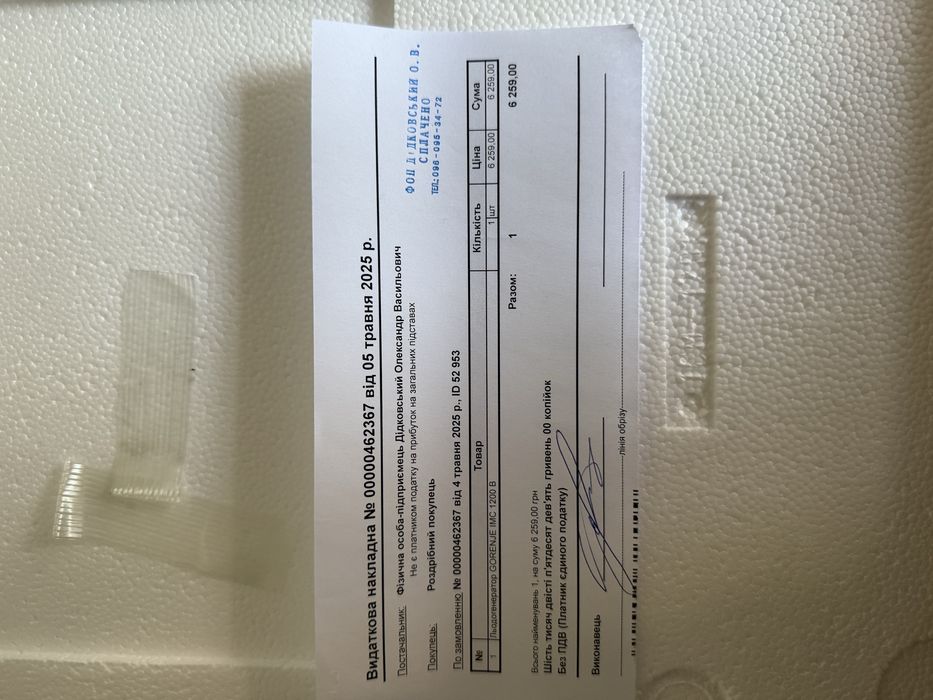 Видаткова накладна № 00000462367 від 05 травня 2025 р.
Постачальник: Фізична особа-підприємець Дідковський Олександр Васильович
Не є платником податку на прибуток на загальних підставах
ФОП ДІДКОВСЬКИЙ О. В.
СПЛАЧЕНО
ТЕЛ: 096-095-34-72
Покупець: Роздрібний покупець
По замовленню № 00000462367 від 4 травня 2025 р., ID 52 953
№ Товар Кількість Ціна Сума
1 Льодогенератор GORENJE IMC 1200 B 1 шт 6 259,00 6 259,00
Разом: 1 6 259,00
Всього найменувань 1, на суму 6 259,00 грн
Шість тисяч двісті п'ятдесят дев'ять гривень 00 копійок
Без ПДВ (Платник єдиного податку)
Виконавець
лінія обрізу